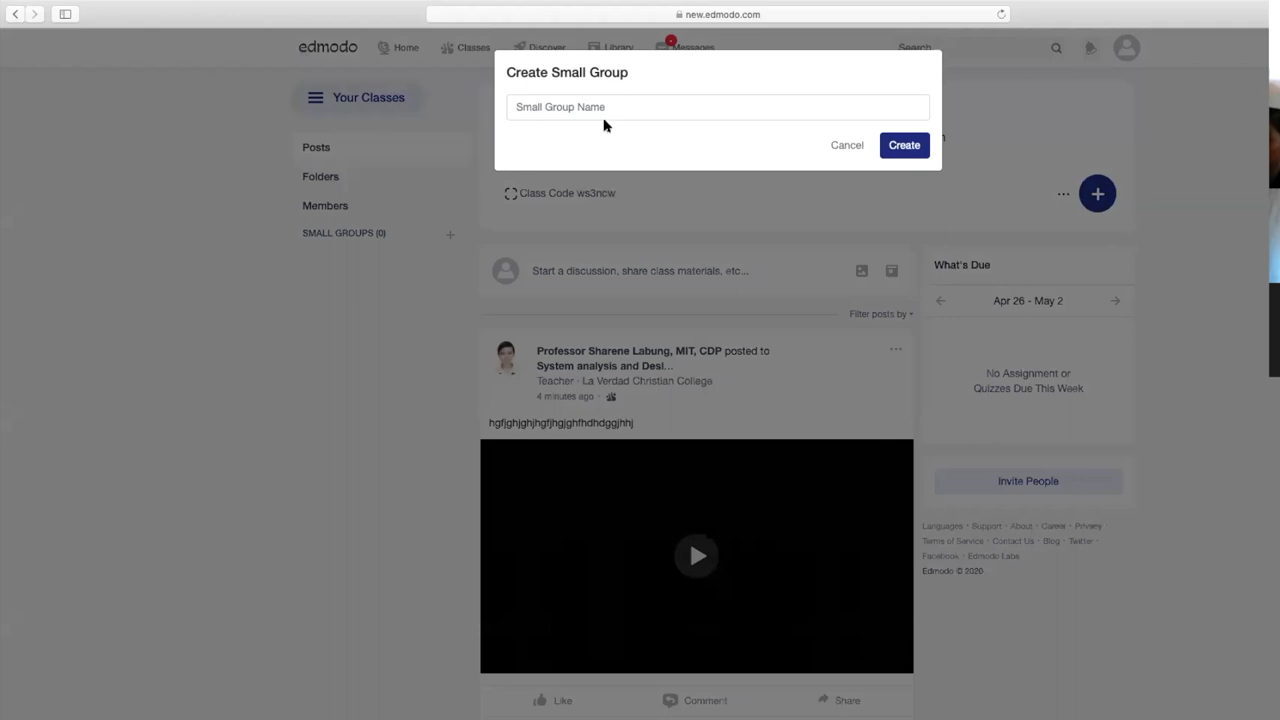 new.edmodo.com
edmodo
Home
Classes
Discover
Library
Messages
Search
Create Small Group
Small Group Name
Cancel
Create
Your Classes
Posts
Folders
Members
SMALL GROUPS (0)
Class Code ws3ncw
Start a discussion, share class materials, etc...
Filter posts by
Professor Sharene Labung, MIT, CDP posted to
System analysis and Desi...
Teacher · La Verdad Christian College
4 minutes ago ·
hgfjghjghjhgfjhgjghfhdhdggjhhj
Like
Comment
Share
What's Due
Apr 26 - May 2
No Assignment or
Quizzes Due This Week
Invite People
Languages · Support · About · Career · Privacy
Terms of Service · Contact Us · Blog · Twitter ·
Facebook · Edmodo Labs
Edmodo © 2020